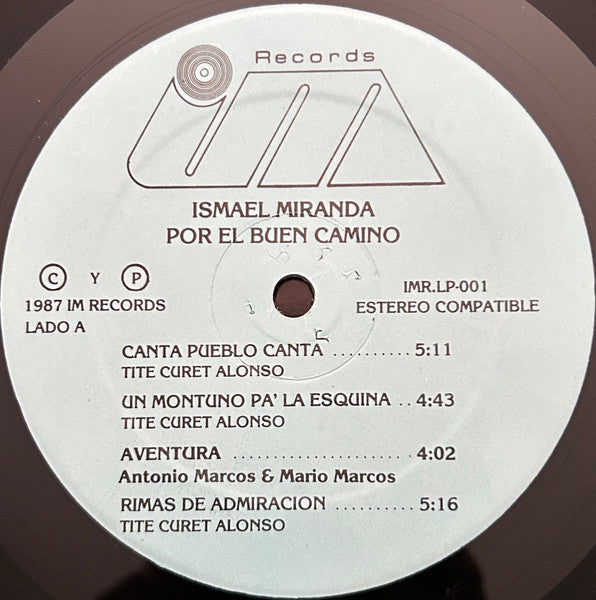 Records
IM
ISMAEL MIRANDA
POR EL BUEN CAMINO
C Y P
1987 IM RECORDS
LADO A
IMR.LP-001
ESTEREO COMPATIBLE
CANTA PUEBLO CANTA .......... 5:11
TITE CURET ALONSO
UN MONTUNO PA' LA ESQUINA .. 4:43
TITE CURET ALONSO
AVENTURA ..................... 4:02
Antonio Marcos & Mario Marcos
RIMAS DE ADMIRACION .......... 5:16
TITE CURET ALONSO